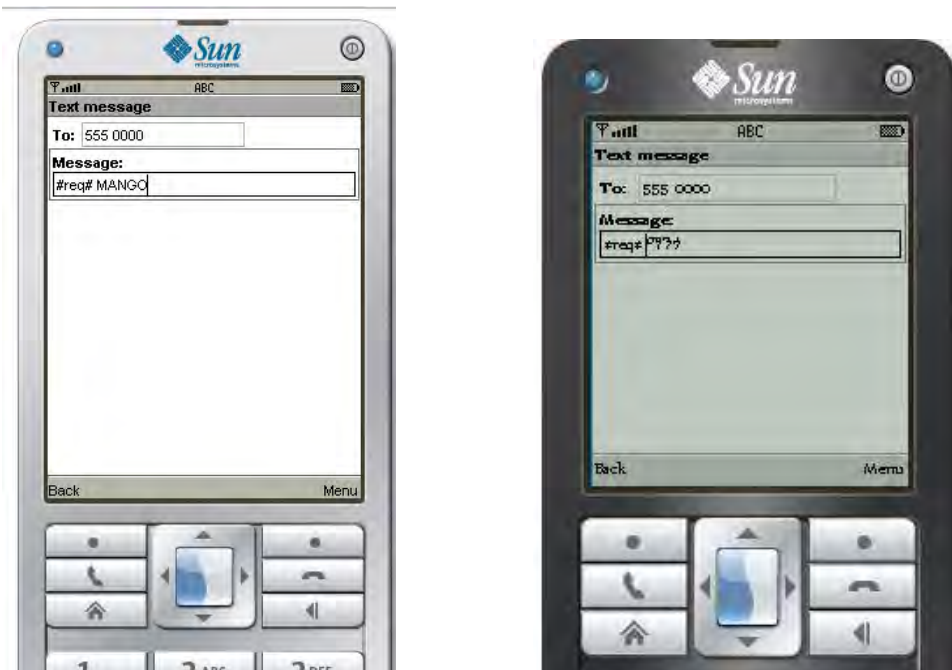 Sun
microsystems
ABC
Text message
To: 555 0000
Message:
#req# MANGO
Back
Menu
1
2 ABC
3 DEF
Sun
microsystems
ABC
Text message
To: 555 0000
Message:
#req#
Back
Menu